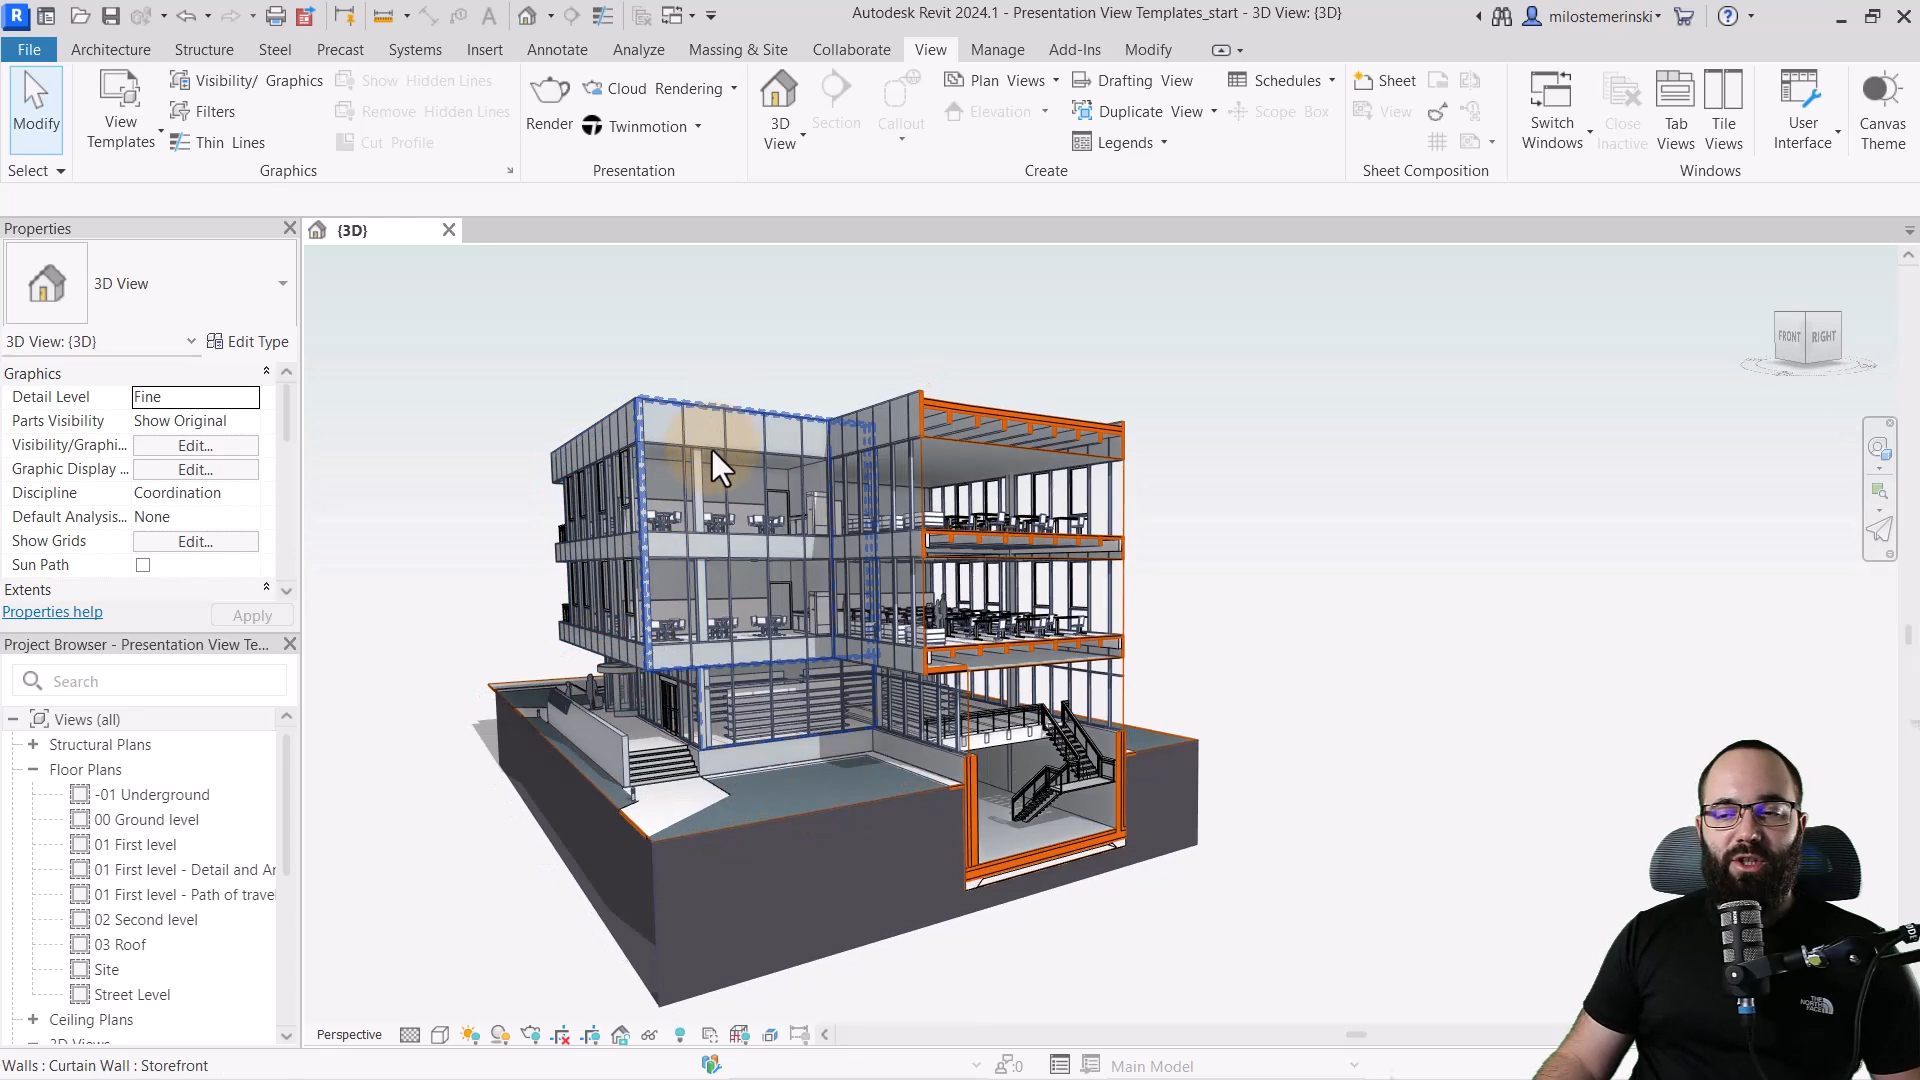 Autodesk Revit 2024.1 - Presentation View Templates_start - 3D View: {3D}
milostemerinski
File Architecture Structure Steel Precast Systems Insert Annotate Analyze Massing & Site Collaborate View Manage Add-Ins Modify
Modify
Select
View Templates
Visibility/ Graphics
Filters
Thin Lines
Show Hidden Lines
Remove Hidden Lines
Cut Profile
Graphics
Render
Cloud Rendering
Twinmotion
Presentation
3D View
Section
Callout
Plan Views
Elevation
Drafting View
Duplicate View
Legends
Schedules
Scope Box
Create
Sheet
View
Sheet Composition
Switch Windows
Close Inactive
Tab Views
Tile Views
Windows
User Interface
Canvas Theme
Properties
{3D}
3D View
3D View: {3D}
Edit Type
Graphics
Detail Level Fine
Parts Visibility Show Original
Visibility/Graphi... Edit...
Graphic Display ... Edit...
Discipline Coordination
Default Analysis... None
Show Grids Edit...
Sun Path
Extents
Properties help
Apply
Project Browser - Presentation View Te...
Search
Views (all)
Structural Plans
Floor Plans
-01 Underground
00 Ground level
01 First level
01 First level - Detail and Ar
01 First level - Path of trave
02 Second level
03 Roof
Site
Street Level
Ceiling Plans
3D Views
FRONT RIGHT
Perspective
Walls : Curtain Wall : Storefront
:0
Main Model
THE NORTH FACE